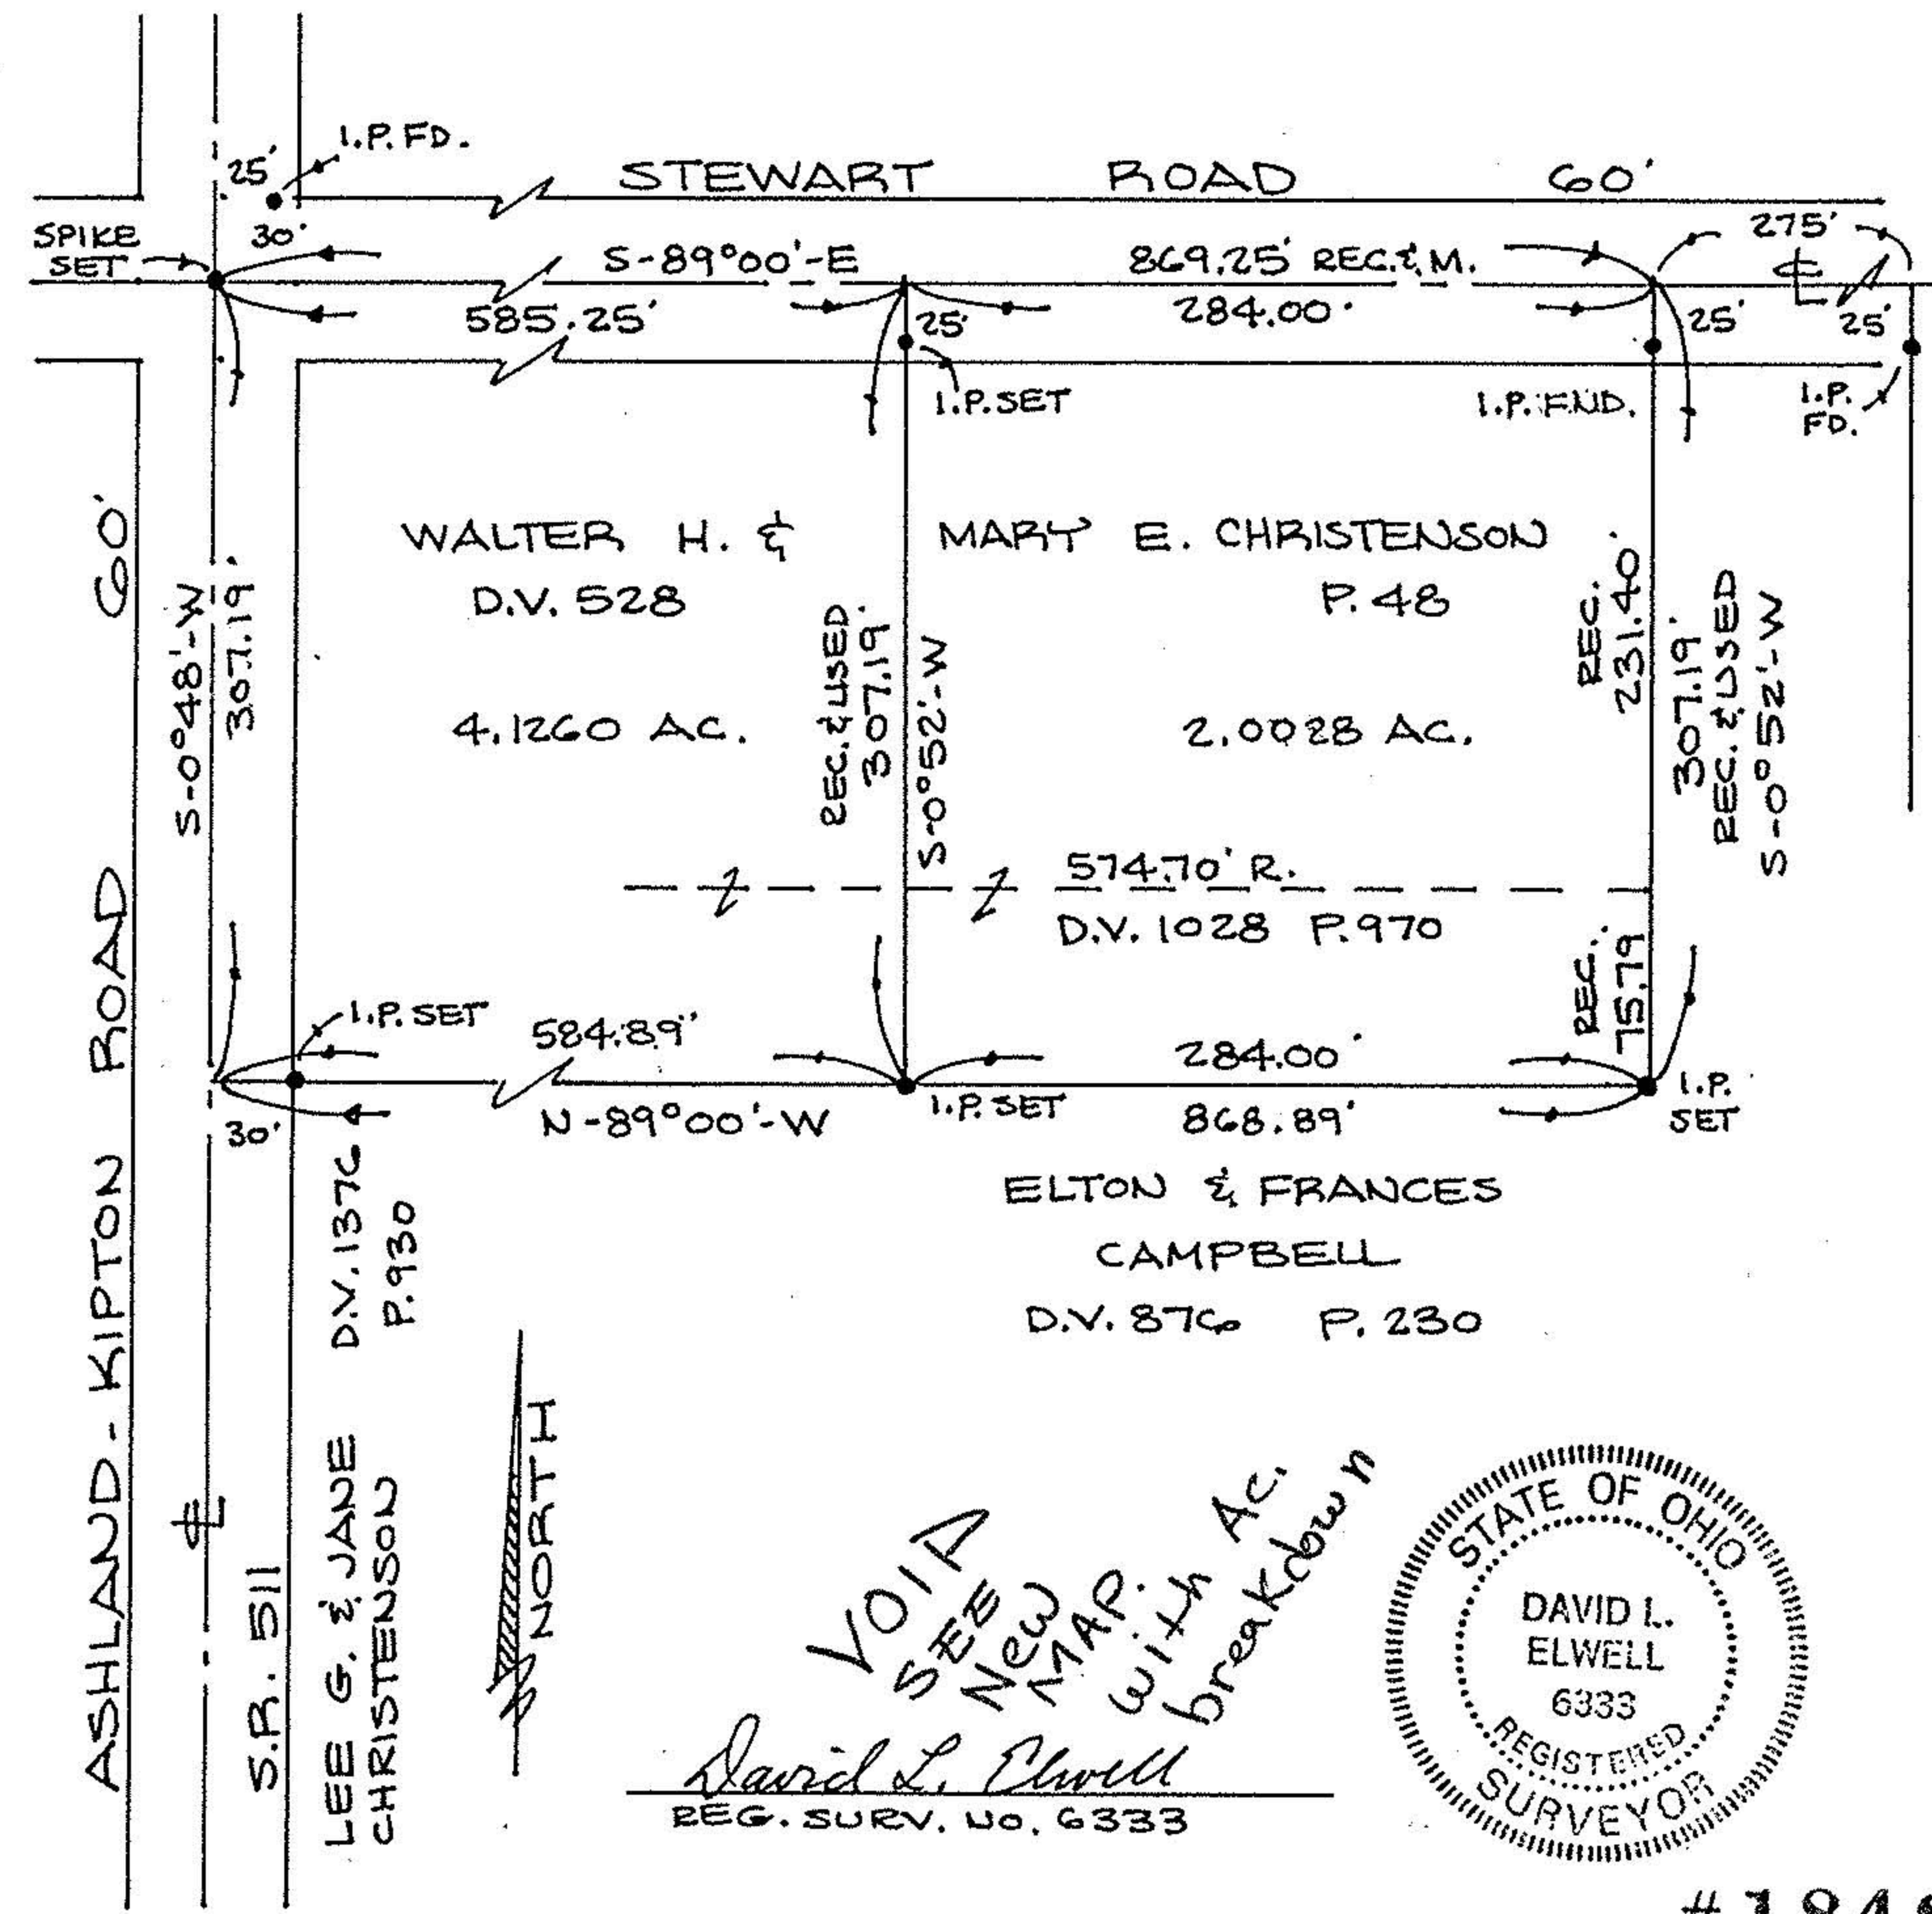 I.P. FD.
25'
STEWART ROAD 60'
30'
SPIKE
SET
S-89°00'-E
869.25' REC. & M.
275'
℄
585.25'
284.00'
25'
25'
25'
I.P. SET
I.P. FND.
I.P.
FD.
WALTER H. & MARY E. CHRISTENSON
D.V. 528 P. 48
4.1260 AC.
2.0028 AC.
60'
S-0°48'-W
307.19'
REC. & USED
307.19'
S-0°52'-W
REC.
231.40'
307.19'
REC. & USED
S-0°52'-W
574.70' R.
D.V. 1028 P. 970
REC.
75.79
I.P. SET
584.89'
284.00'
30'
N-89°00'-W
I.P. SET
868.89'
I.P.
SET
ELTON & FRANCES
CAMPBELL
D.V. 876 P. 230
ASHLAND - KIPTON ROAD
℄
S.R. 511
LEE G. & JANE
CHRISTENSON
D.V. 1376
P. 930
NORTH
VOID
SEE
New
MAP.
with Ac.
breakdown
David L. Elwell
REG. SURV. NO. 6333
STATE OF OHIO
DAVID L.
ELWELL
6333
REGISTERED
SURVEYOR